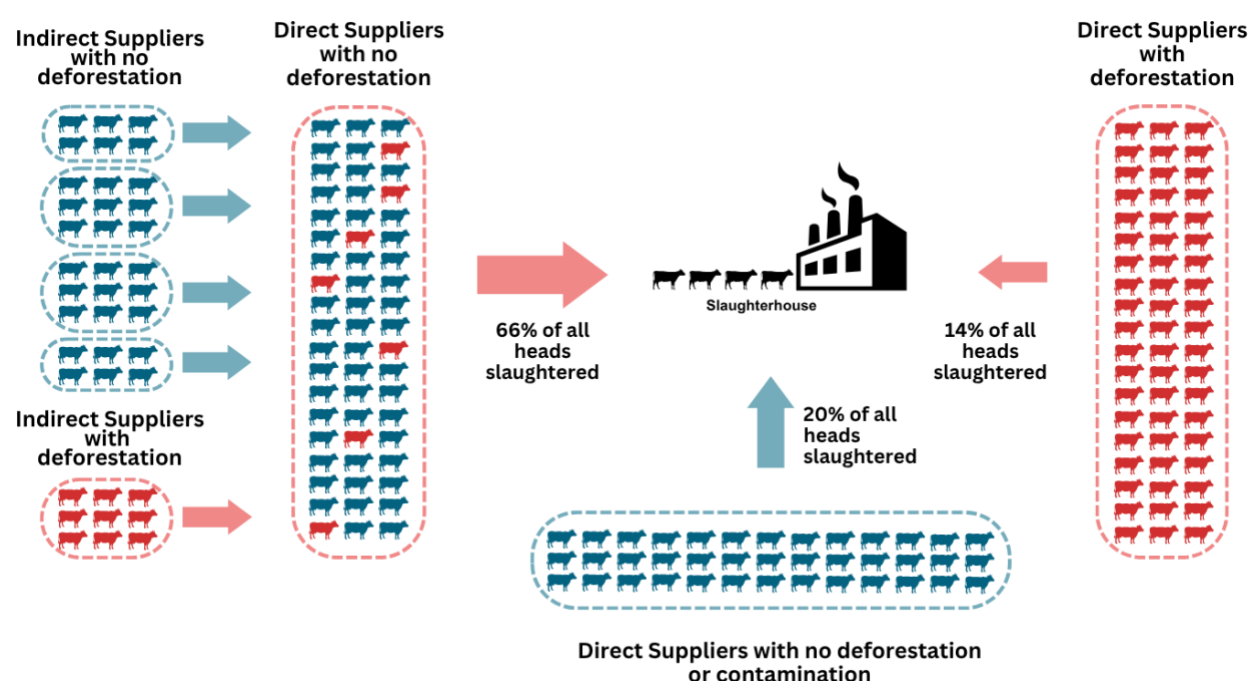 Indirect Suppliers
with no
deforestation
Direct Suppliers
with no
deforestation
Direct Suppliers
with
deforestation
Slaughterhouse
66% of all
heads
slaughtered
14% of all
heads
slaughtered
20% of all
heads
slaughtered
Indirect Suppliers
with
deforestation
Direct Suppliers with no deforestation
or contamination